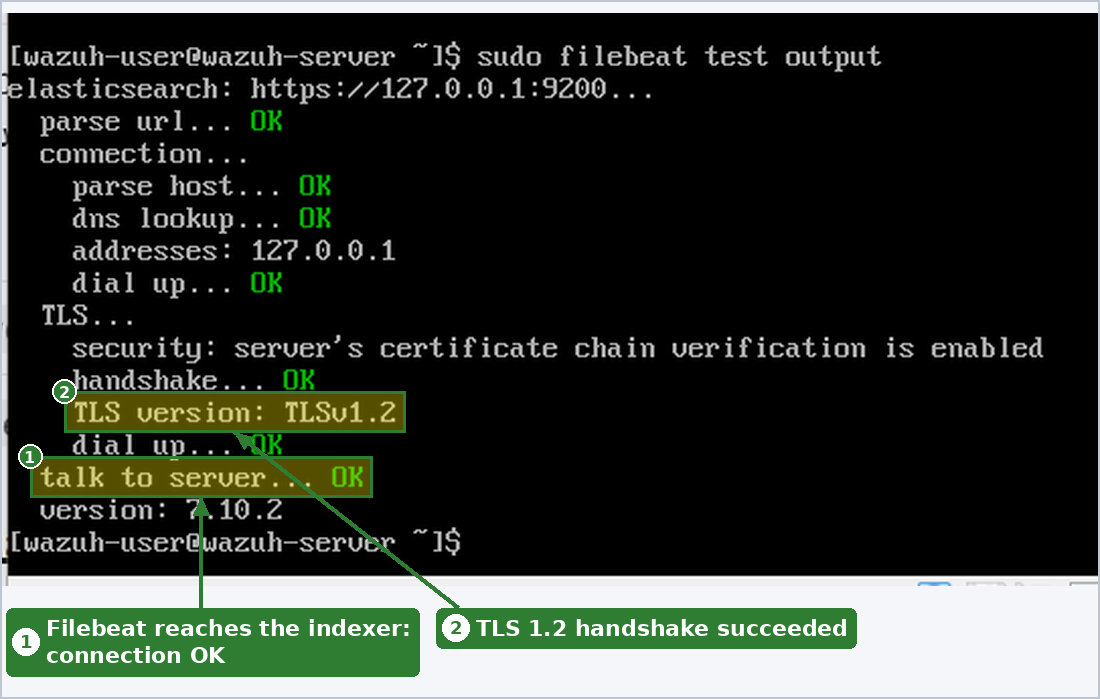 [wazuh-user@wazuh-server ~]$ sudo filebeat test output
elasticsearch: https://127.0.0.1:9200...
parse url... OK
connection...
parse host... OK
dns lookup... OK
addresses: 127.0.0.1
dial up... OK
TLS...
security: server's certificate chain verification is enabled
handshake... OK
2
TLS version: TLSv1.2
dial up... OK
1
talk to server... OK
version: 7.10.2
[wazuh-user@wazuh-server ~]$
1 Filebeat reaches the indexer:
connection OK
2 TLS 1.2 handshake succeeded